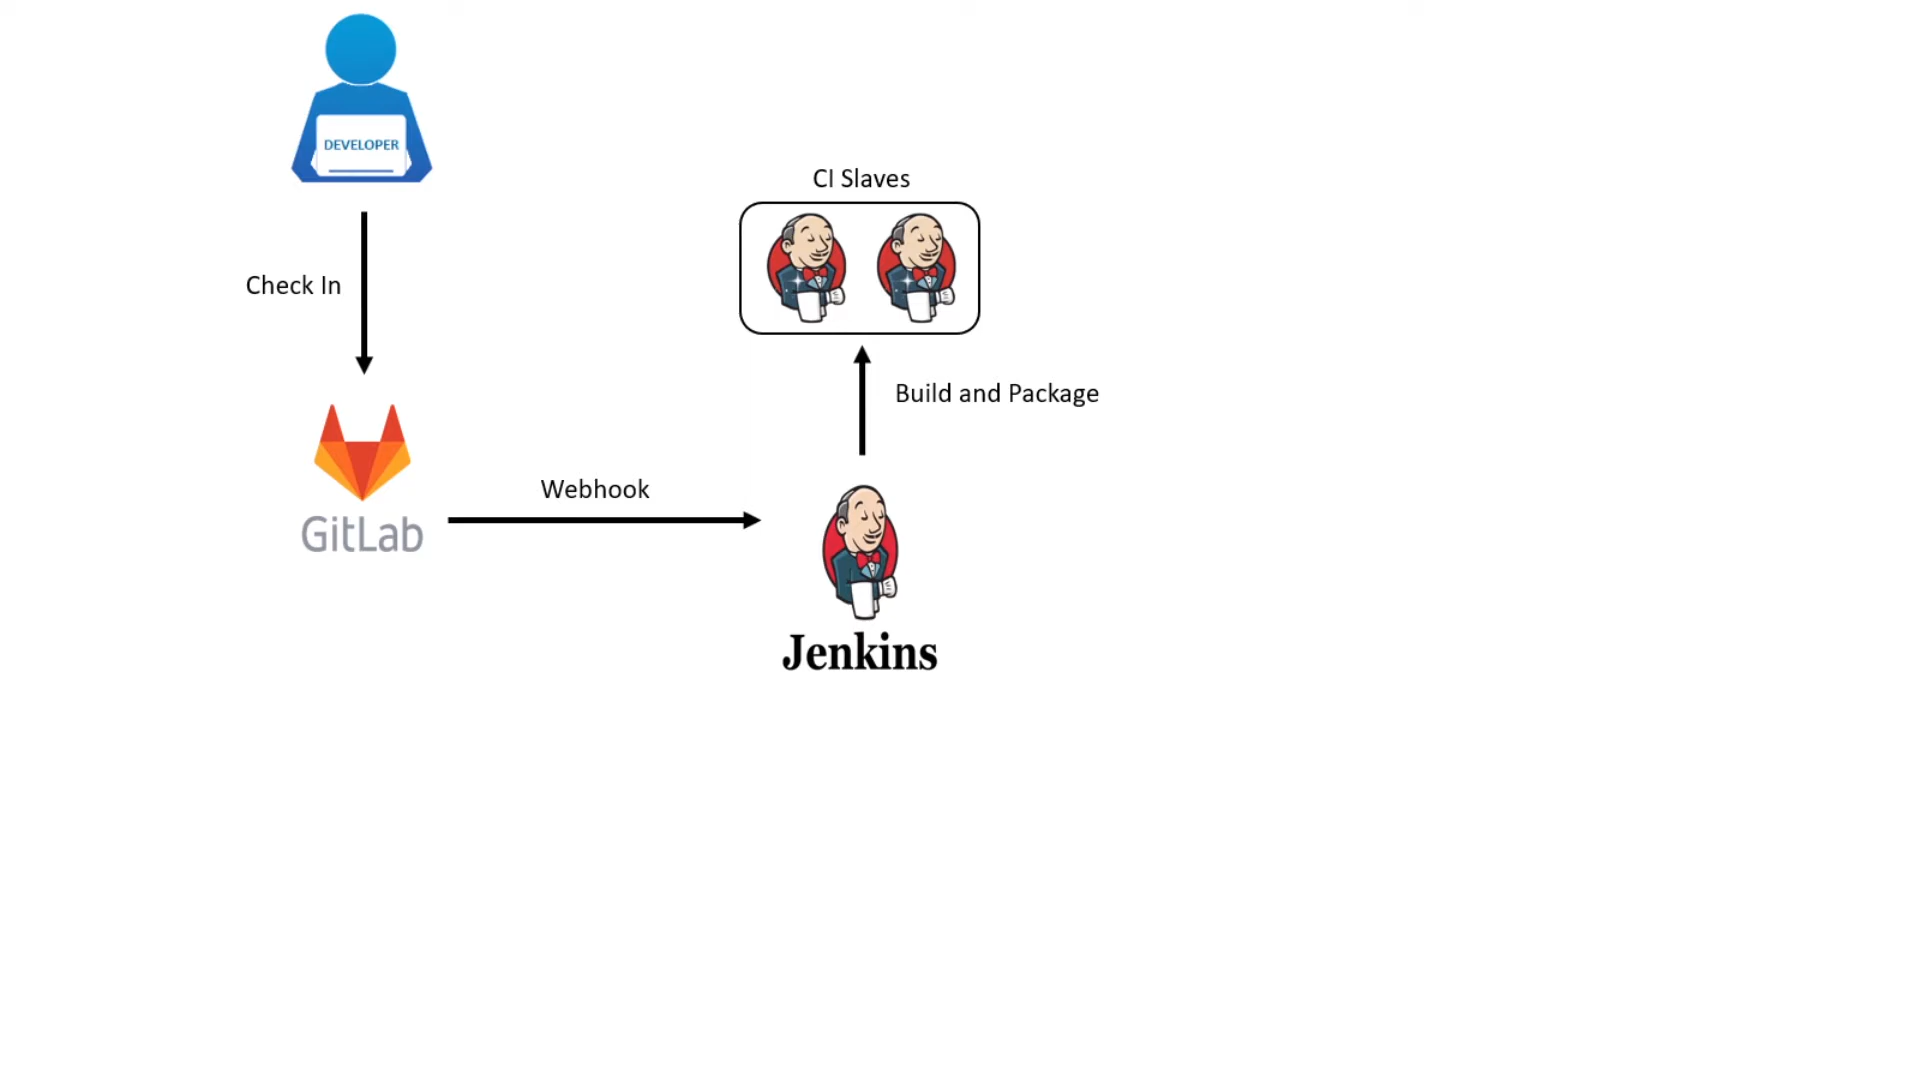 DEVELOPER
CI Slaves
Check In
Build and Package
Webhook
GitLab
Jenkins